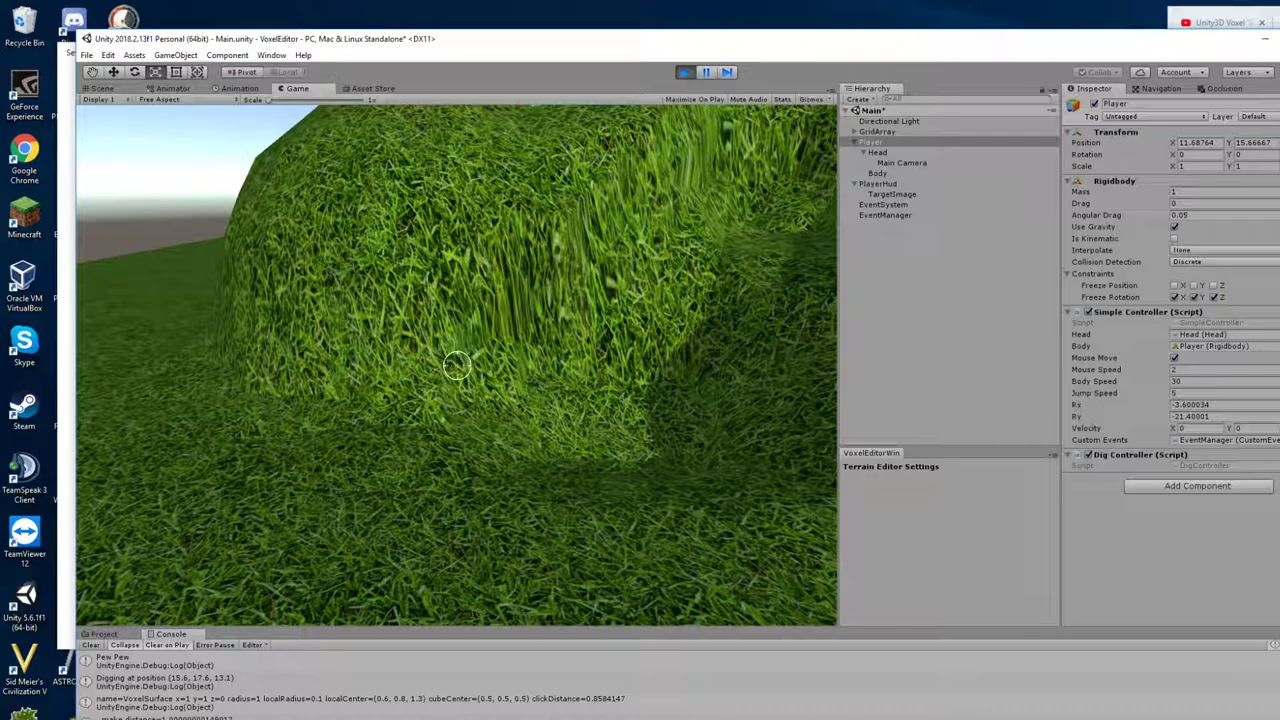 Unity3D Voxel
Recycle Bin
Unity 2018.2.13f1 Personal (64bit) - Main.unity - VoxelEditor - PC, Mac & Linux Standalone* <DX11>
File Edit Assets GameObject Component Window Help
Pivot Local Collab Account Layers
Scene Animator Animation Game Asset Store Hierarchy Inspector Navigation Occlusion
Display 1 Free Aspect Scale 1x Maximize On Play Mute Audio Stats Gizmos Create All
Main*
Directional Light
GridArray
Player
Head
Main Camera
Body
PlayerHud
TargetImage
EventSystem
EventManager
VoxelEditorWin
Terrain Editor Settings
Player
Tag Untagged Layer Default
Transform
Position X 11.68764 Y 15.66667
Rotation X 0 Y 0
Scale X 1 Y 1
Rigidbody
Mass 1
Drag 0
Angular Drag 0.05
Use Gravity
Is Kinematic
Interpolate None
Collision Detection Discrete
Constraints
Freeze Position X Y Z
Freeze Rotation X Y Z
Simple Controller (Script)
Script SimpleController
Head Head (Head)
Body Player (Rigidbody)
Mouse Move
Mouse Speed 2
Body Speed 30
Jump Speed 5
Rx -3.600034
Ry -21.40001
Velocity X 0 Y 0
Custom Events EventManager (CustomEve
Dig Controller (Script)
Script DigController
Add Component
GeForce Experience
Google Chrome
Minecraft
Oracle VM VirtualBox
Skype
Steam
TeamSpeak 3 Client
TeamViewer 12
Unity 5.6.1f1 (64-bit)
Sid Meier's Civilization V
ASTRO
Project Console
Clear Collapse Clear on Play Error Pause Editor
Pew Pew
UnityEngine.Debug:Log(Object)
Digging at position (15.6, 17.6, 13.1)
UnityEngine.Debug:Log(Object)
name=VoxelSurface x=1 y=1 z=0 radius=1 localRadius=0.1 localCenter=(0.6, 0.8, 1.3) cubeCenter=(0.5, 0.5, 0.5) clickDistance=0.8584147
UnityEngine.Debug:Log(Object)